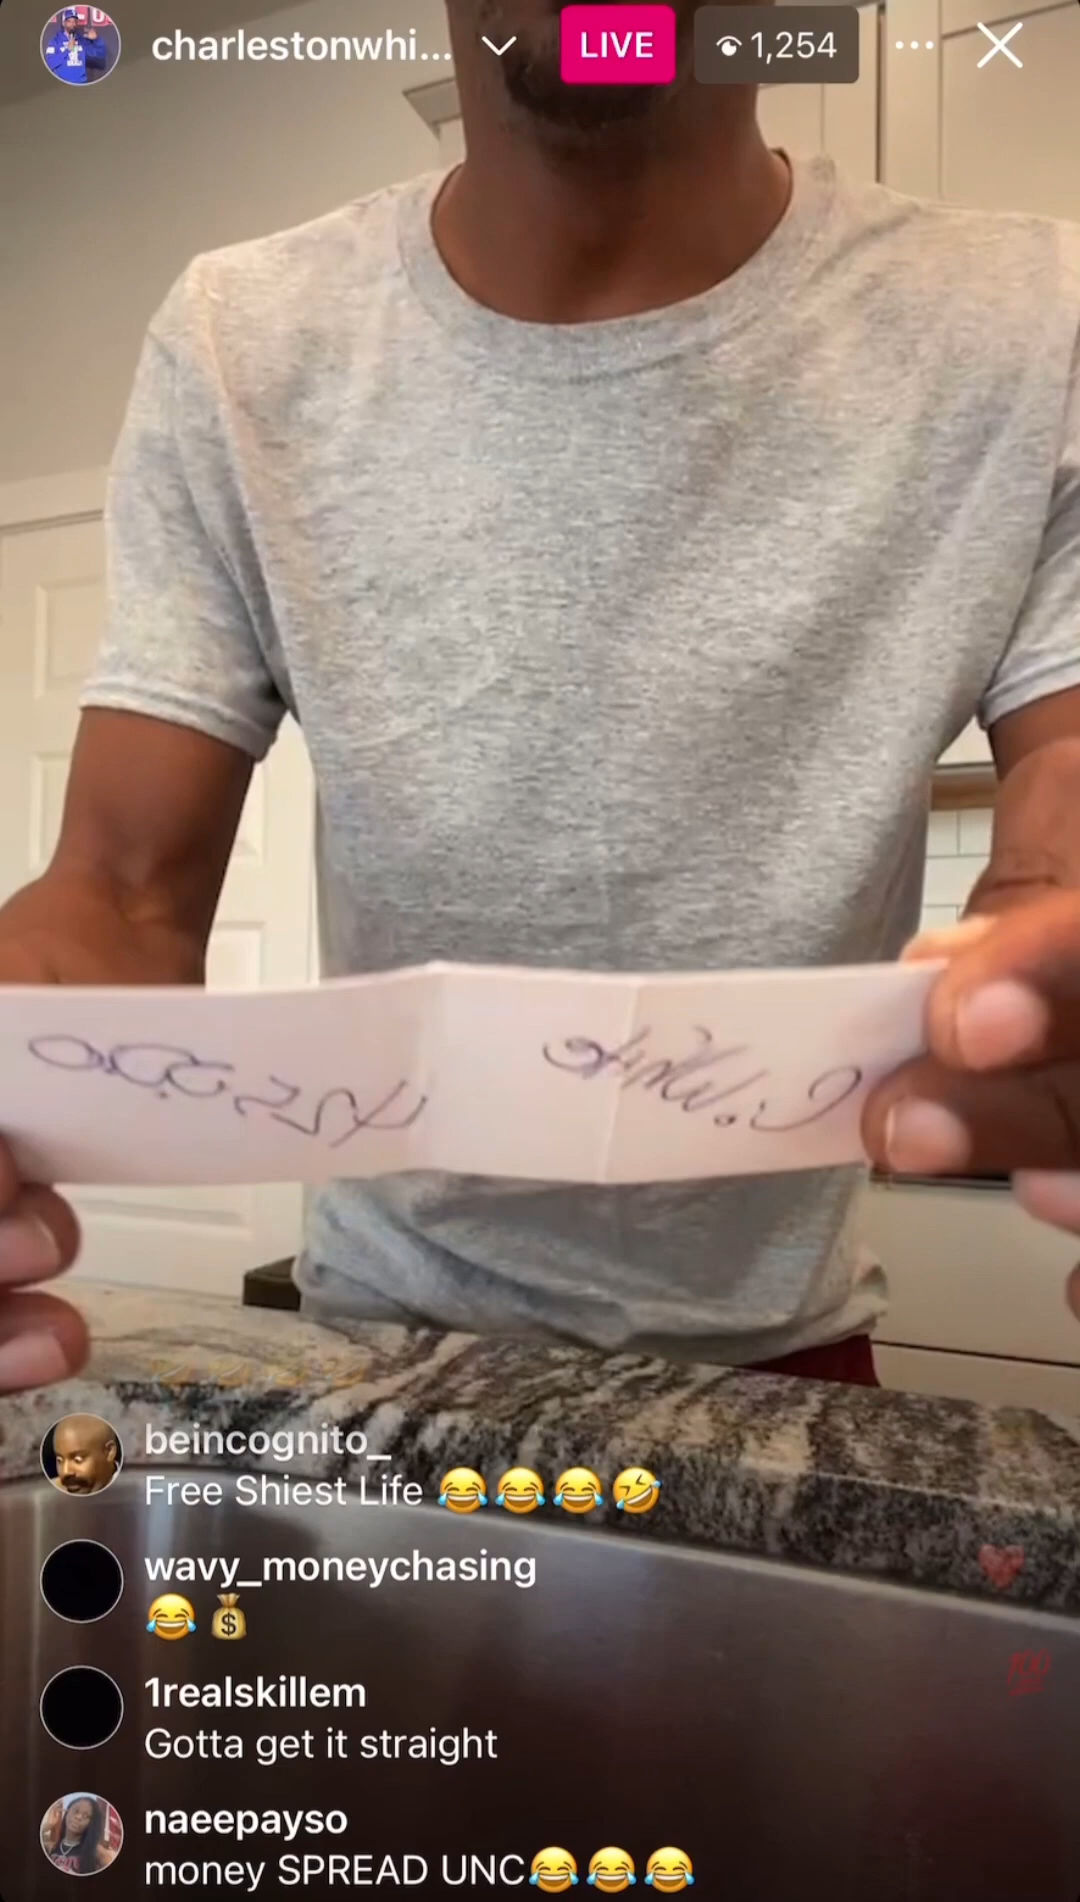 charlestonwhi...
LIVE
1,254
beincognito_
Free Shiest Life 😂😂😂🤣
wavy_moneychasing
😂💰
1realskillem
Gotta get it straight
naeepayso
money SPREAD UNC😂😂😂